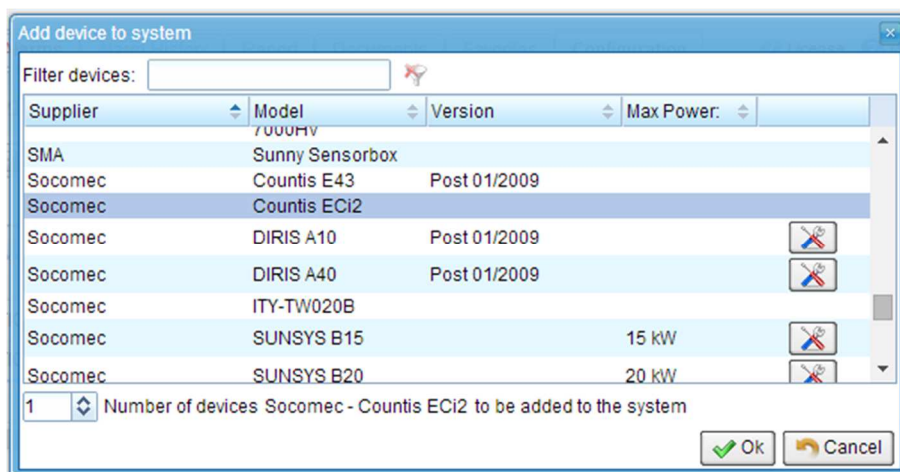 Add device to system
Filter devices:
Supplier Model Version Max Power:
7000HV
SMA Sunny Sensorbox
Socomec Countis E43 Post 01/2009
Socomec Countis ECi2
Socomec DIRIS A10 Post 01/2009
Socomec DIRIS A40 Post 01/2009
Socomec ITY-TW020B
Socomec SUNSYS B15 15 kW
Socomec SUNSYS B20 20 kW
1 Number of devices Socomec - Countis ECi2 to be added to the system
Ok Cancel